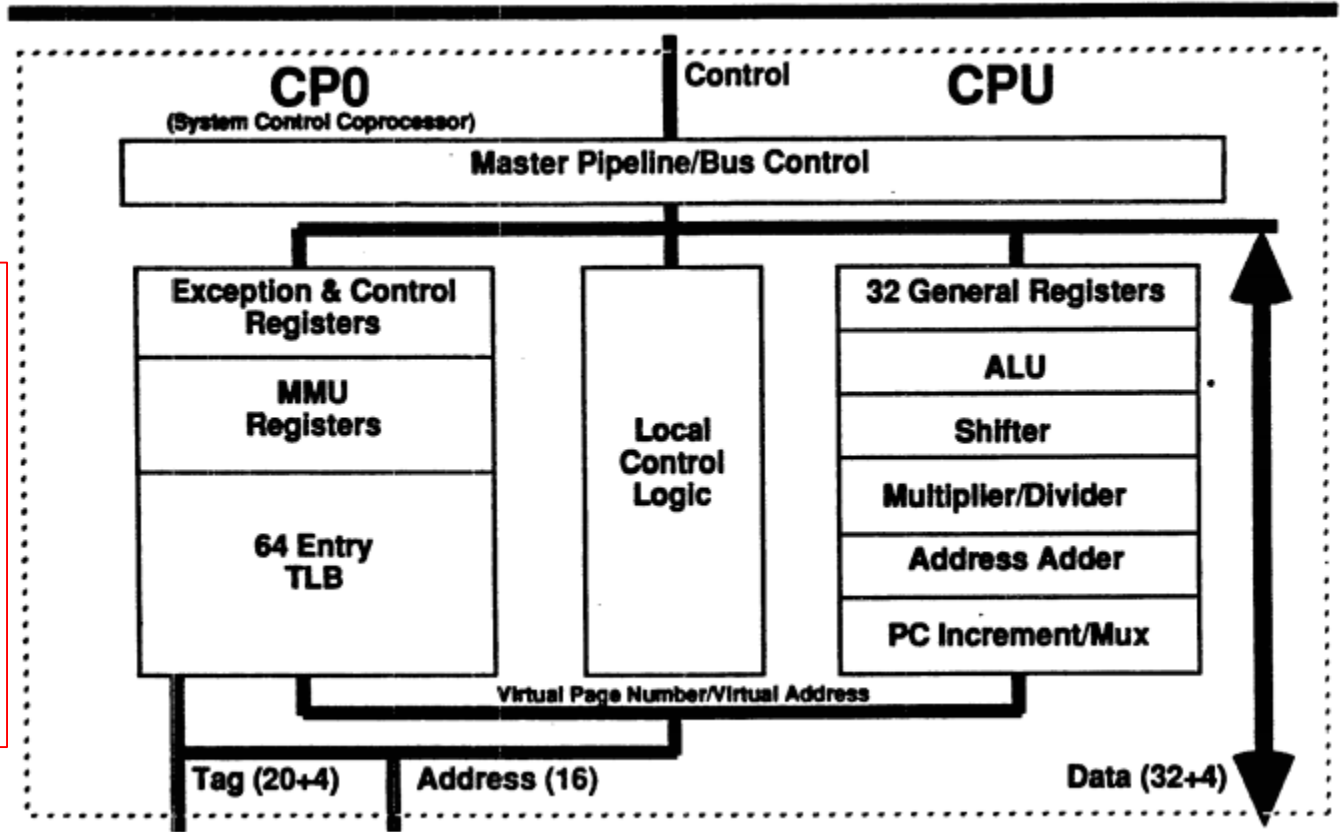 CP0
(System Control Coprocessor)
Control
CPU
Master Pipeline/Bus Control
Exception & Control
Registers
MMU
Registers
64 Entry
TLB
Local
Control
Logic
32 General Registers
ALU
Shifter
Multiplier/Divider
Address Adder
PC Increment/Mux
Virtual Page Number/Virtual Address
Tag (20+4)
Address (16)
Data (32+4)